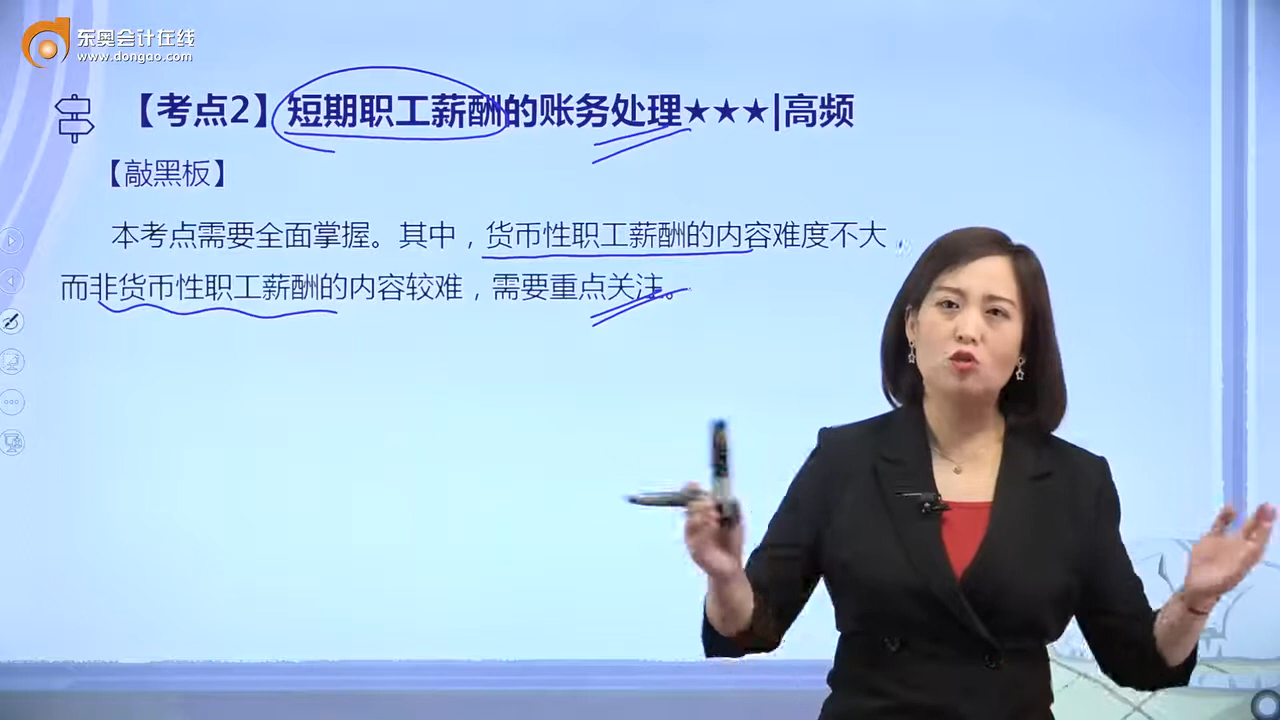 东奥会计在线
www.dongao.com
【考点2】短期职工薪酬的账务处理★★★|高频
【敲黑板】
本考点需要全面掌握。其中，货币性职工薪酬的内容难度不大，
而非货币性职工薪酬的内容较难，需要重点关注。